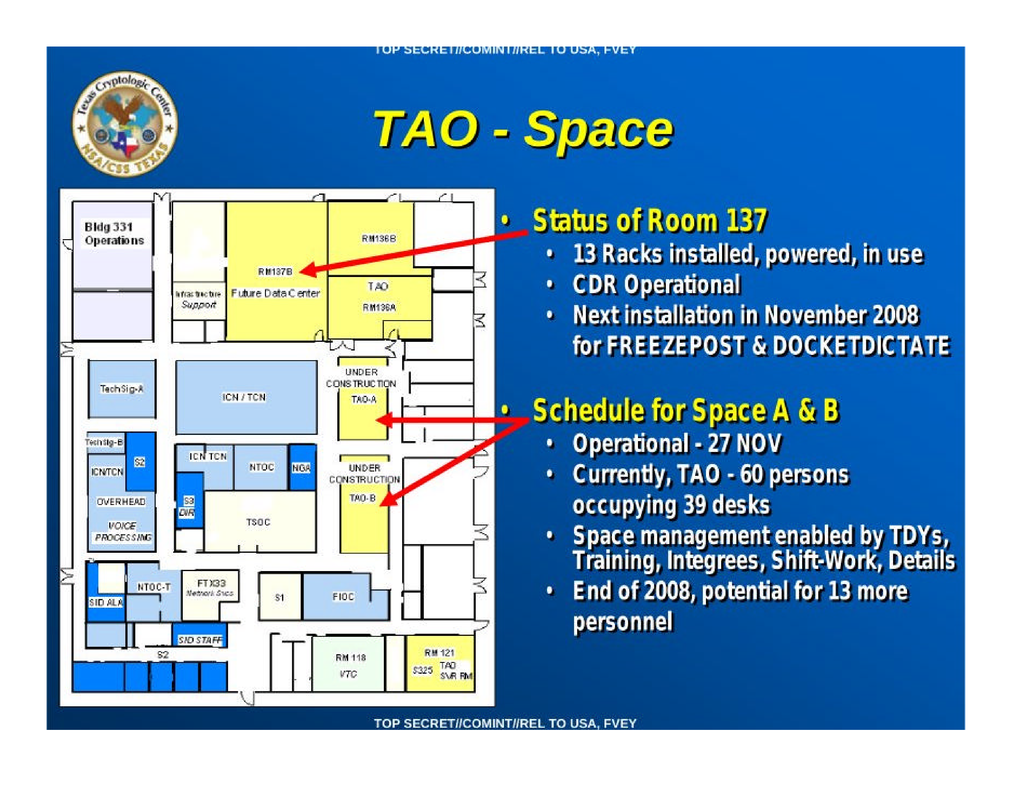 TOP SECRET//COMINT//REL TO USA, FVEY
Texas Cryptologic Center
NSA/CSS TEXAS
TAO - Space
Bldg 331
Operations
RM136B
RM137B
Future Data Center
Infrastructure
Support
TAO
RM136A
TechSig-A
ICN / TCN
UNDER
CONSTRUCTION
TAO-A
TechSig-B
S2
ICN/TCN
OVERHEAD
VOICE
PROCESSING
ICN TCN
NTOC
NGA
S3
DIR
TSOC
UNDER
CONSTRUCTION
TAO-B
SID ALA
NTOC-T
FTX33
S1
FIOC
SID STAFF
S2
RM 118
VTC
RM 121
S325
TAO
SVR RM
• Status of Room 137
• 13 Racks installed, powered, in use
• CDR Operational
• Next installation in November 2008
for FREEZEPOST & DOCKETDICTATE
• Schedule for Space A & B
• Operational - 27 NOV
• Currently, TAO - 60 persons
occupying 39 desks
• Space management enabled by TDYs,
Training, Integrees, Shift-Work, Details
• End of 2008, potential for 13 more
personnel
TOP SECRET//COMINT//REL TO USA, FVEY